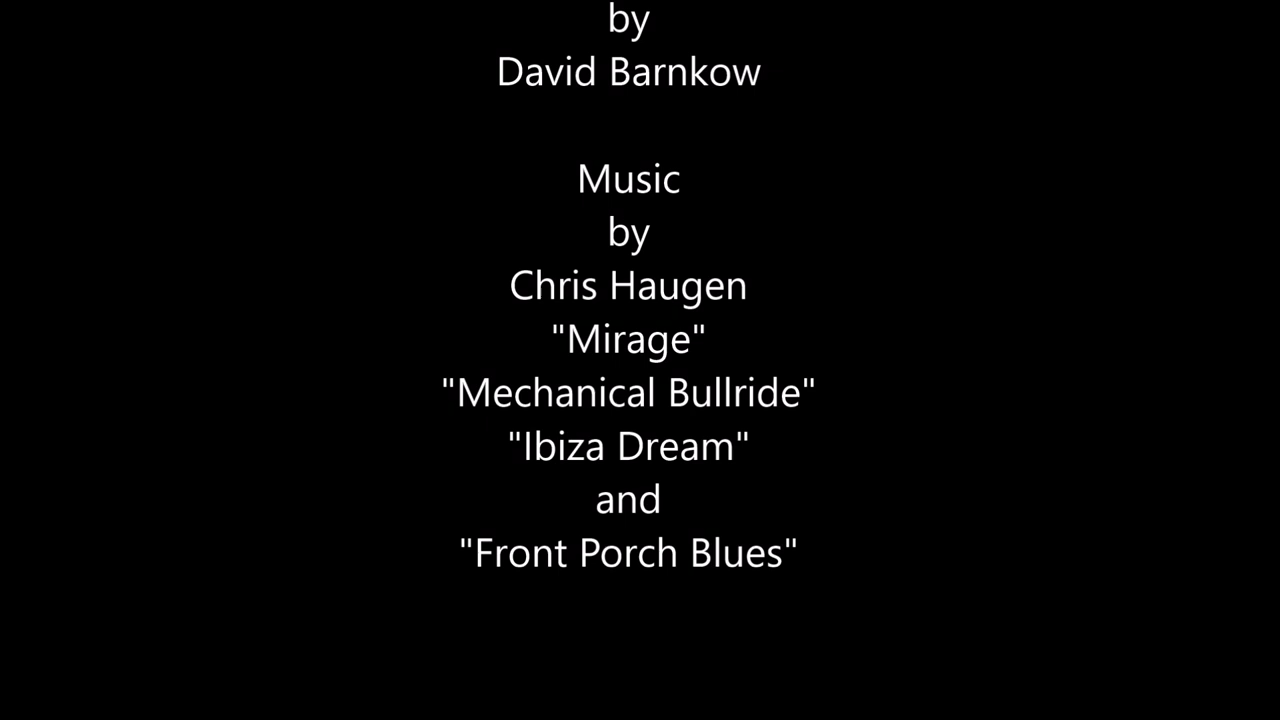 by
David Barnkow
Music
by
Chris Haugen
"Mirage"
"Mechanical Bullride"
"Ibiza Dream"
and
"Front Porch Blues"